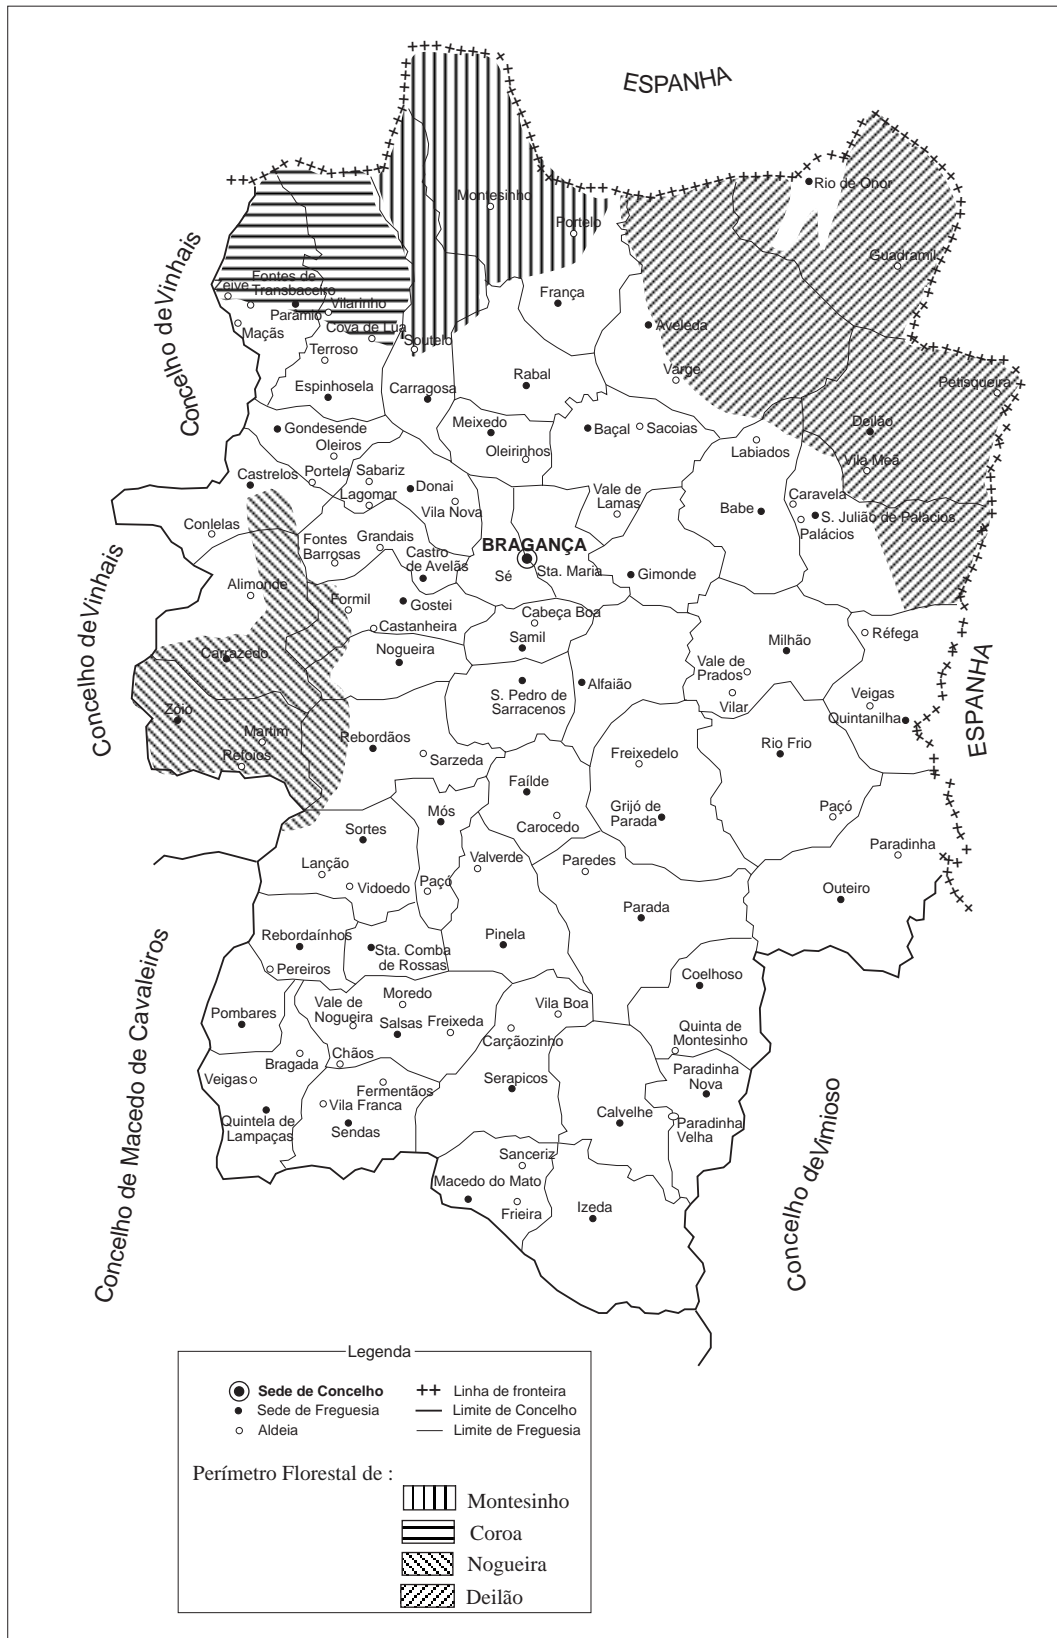 ESPANHA
Rio de Onor
Montesinho
Portelo
Guadramil
Concelho de Vinhais
Zeive
Fontes de
Transbaceiro
Parâmio
Vilarinho
França
Maçãs
Cova de Lua
Soutelo
Aveleda
Terroso
Varge
Rabal
Petisqueira
Espinhosela
Carragosa
Gondesende
Oleiros
Meixedo
Oleirinhos
Baçal
Sacoias
Labiados
Deilão
Vila Meã
Castrelos
Portela
Sabariz
Lagomar
Donai
Vila Nova
Vale de
Lamas
Babe
Caravela
S. Julião de Palácios
Palácios
Conlelas
Fontes
Barrosas
Grandais
Castro
de Avelãs
BRAGANÇA
Sé
Sta. Maria
Gimonde
Concelho de Vinhais
Alimonde
Formil
Gostei
Castanheira
Cabeça Boa
Samil
Nogueira
Carrazedo
Milhão
Réfega
Vale de
Prados
Vilar
Alfaião
S. Pedro de
Sarracenos
Veigas
Quintanilha
ESPANHA
Zoio
Martim
Refoios
Rebordãos
Sarzeda
Freixedelo
Rio Frio
Faílde
Carocedo
Grijó de
Parada
Paçó
Mós
Sortes
Paradinha
Lanção
Vidoedo
Paçó
Valverde
Paredes
Outeiro
Parada
Rebordaínhos
Sta. Comba
de Rossas
Pinela
Pereiros
Coelhoso
Concelho de Macedo de Cavaleiros
Pombares
Vale de
Nogueira
Moredo
Salsas
Freixeda
Vila Boa
Carçãozinho
Quinta de
Montesinho
Bragada
Chãos
Veigas
Fermentãos
Serapicos
Paradinha
Nova
Vila Franca
Quintela de
Lampaças
Sendas
Calvelhe
Paradinha
Velha
Concelho de Vimioso
Sanceriz
Macedo do Mato
Frieira
Izeda
Legenda
Sede de Concelho
Linha de fronteira
Sede de Freguesia
Limite de Concelho
Aldeia
Limite de Freguesia
Perímetro Florestal de :
Montesinho
Coroa
Nogueira
Deilão